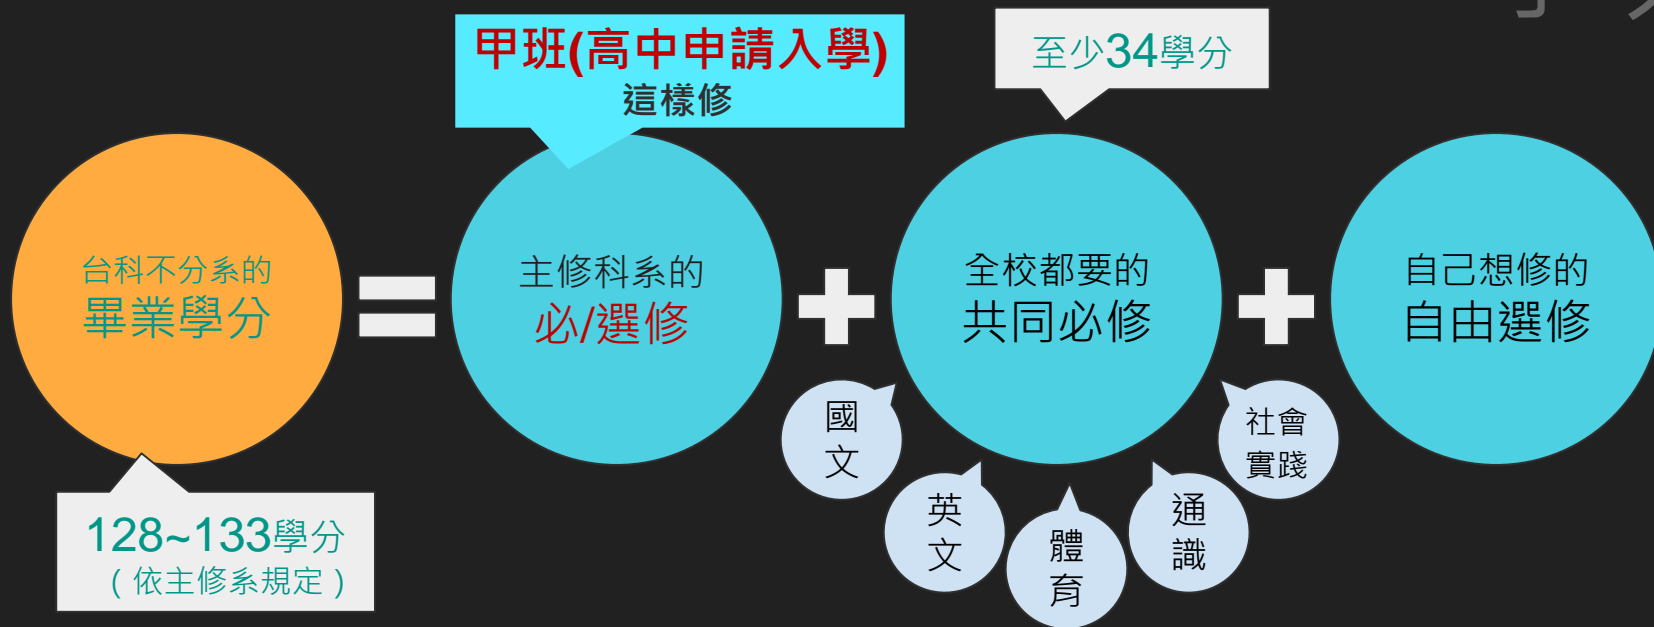 甲班(高中申請入學)
這樣修
至少34學分
台科不分系的
畢業學分
主修科系的
必/選修
全校都要的
共同必修
自己想修的
自由選修
國
文
英
文
體
育
通
識
社會
實踐
128~133學分
(依主修系規定)